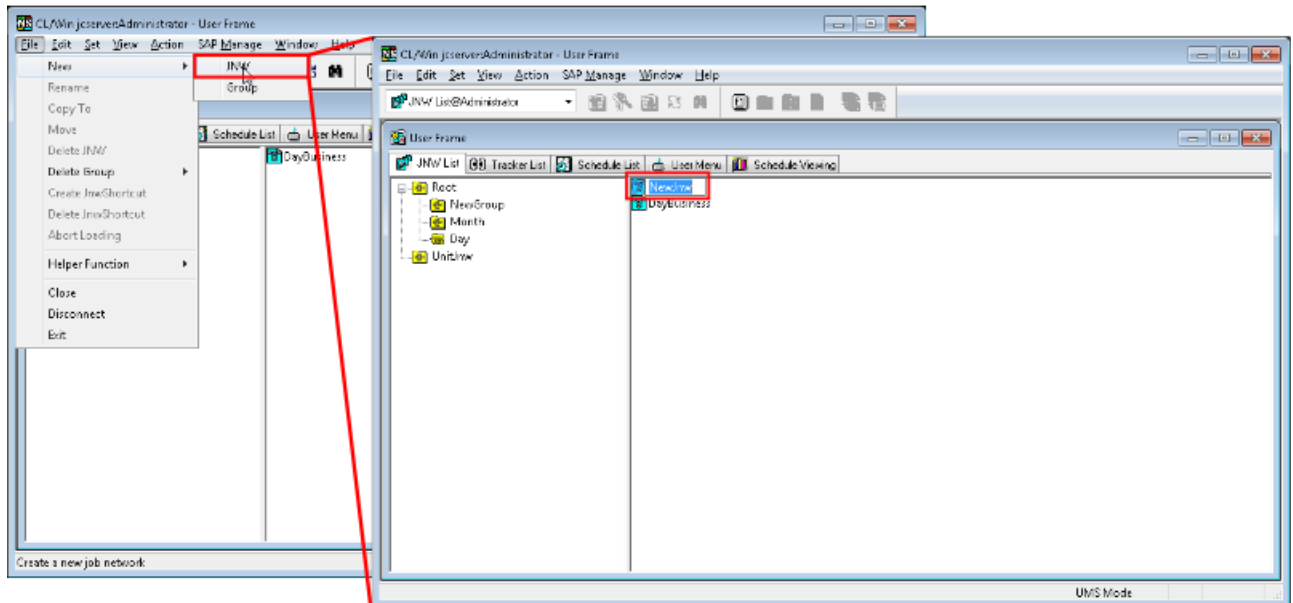 CL/Win jcserver:Administrator - User Frame
File Edit Set View Action SAP Manage Window Help
New
JNW
Group
Rename
Copy To
Move
Delete JNW
Delete Group
Create JnwShortcut
Delete JnwShortcut
Abort Loading
Helper Function
Close
Disconnect
Exit
Schedule List User Menu
DayBusiness
Create a new job network
CL/Win jcserver:Administrator - User Frame
File Edit Set View Action SAP Manage Window Help
JNW List@Administrator
User Frame
JNW List Tracker List Schedule List User Menu Schedule Viewing
Root
NewGroup
Month
Day
UnitJnw
NewJnw
DayBusiness
UMS Mode